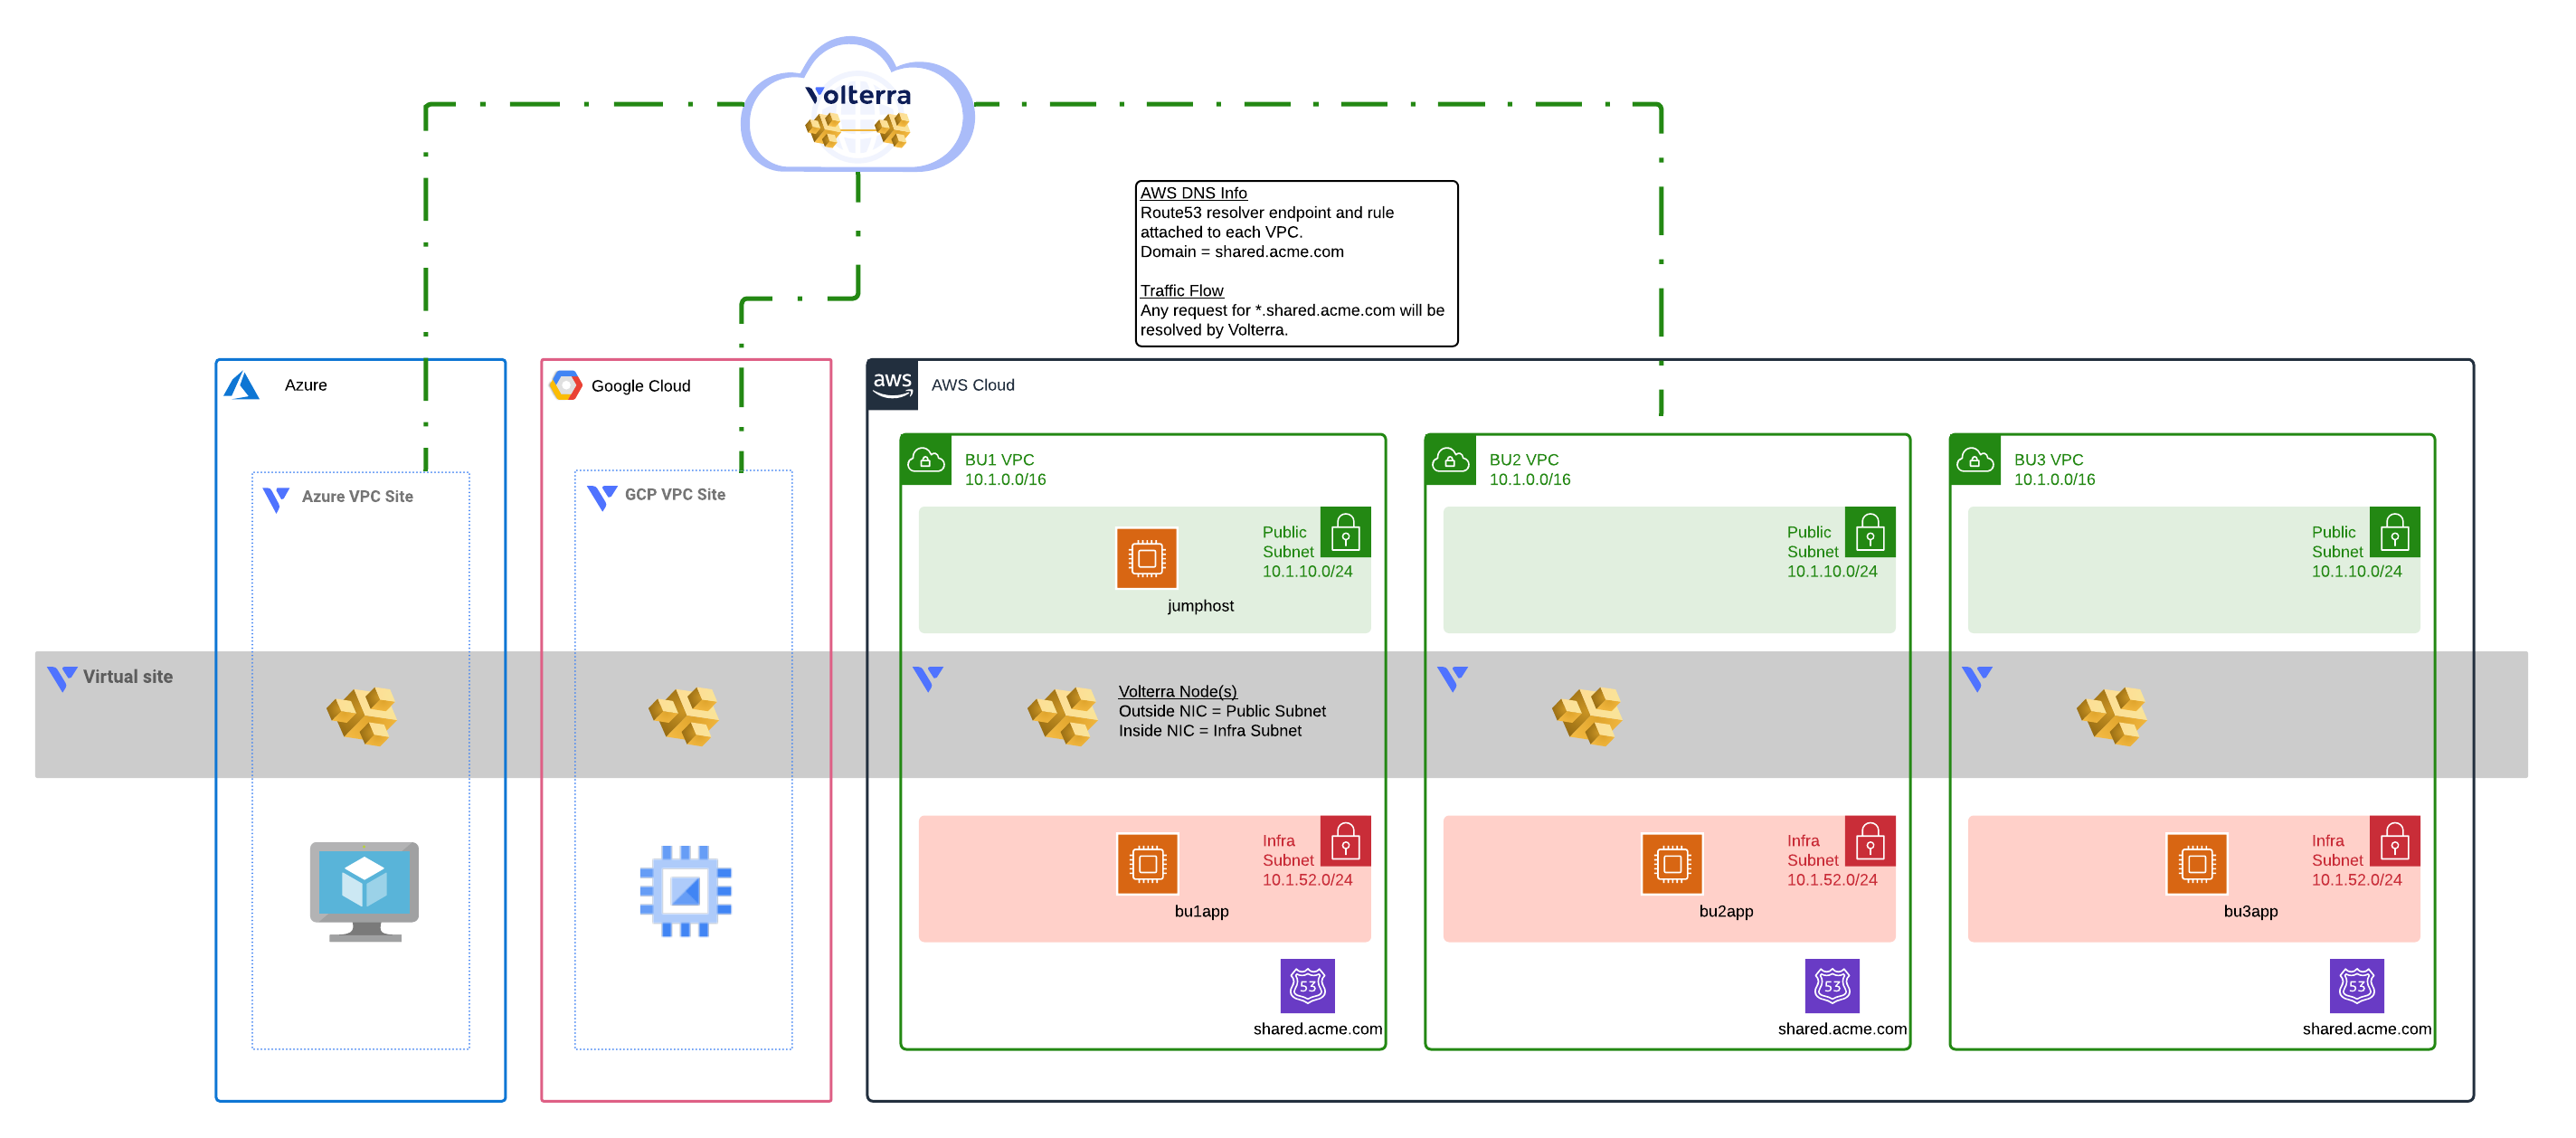 Volterra
AWS DNS Info
Route53 resolver endpoint and rule
attached to each VPC.
Domain = shared.acme.com
Traffic Flow
Any request for *.shared.acme.com will be
resolved by Volterra.
Azure
Google Cloud
aws
AWS Cloud
Azure VPC Site
GCP VPC Site
BU1 VPC
10.1.0.0/16
BU2 VPC
10.1.0.0/16
BU3 VPC
10.1.0.0/16
Public
Subnet
10.1.10.0/24
jumphost
Public
Subnet
10.1.10.0/24
Public
Subnet
10.1.10.0/24
Virtual site
Volterra Node(s)
Outside NIC = Public Subnet
Inside NIC = Infra Subnet
Infra
Subnet
10.1.52.0/24
bu1app
Infra
Subnet
10.1.52.0/24
bu2app
Infra
Subnet
10.1.52.0/24
bu3app
53
shared.acme.com
53
shared.acme.com
53
shared.acme.com